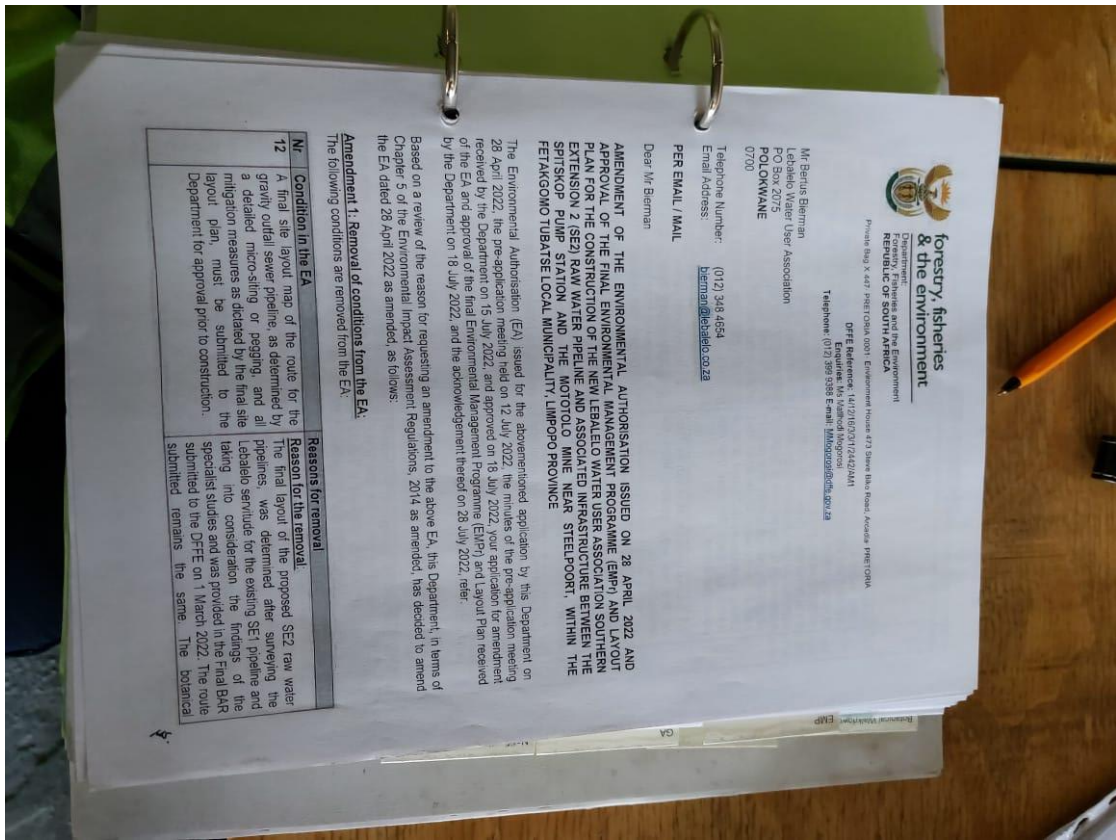 forestry, fisheries
& the environment
Department:
Forestry, Fisheries and the Environment
REPUBLIC OF SOUTH AFRICA
Private Bag X 447, PRETORIA 0001, Environment House 473 Steve Biko Road, Arcadia, PRETORIA
DFFE Reference: 14/12/16/3/3/1/2442/AM1
Enquiries: Ms Matlhodi Mogorosi
Telephone: (012) 399 9388 E-mail: MMogorosi@dffe.gov.za
Mr Bertus Bierman
Lebalelo Water User Association
PO Box 2075
POLOKWANE
0700
Telephone Number: (012) 348 4654
Email Address: bierman@lebalelo.co.za
PER EMAIL / MAIL
Dear Mr Bierman
AMENDMENT OF THE ENVIRONMENTAL AUTHORISATION ISSUED ON 28 APRIL 2022 AND
APPROVAL OF THE FINAL ENVIRONMENTAL MANAGEMENT PROGRAMME (EMPr) AND LAYOUT
PLAN FOR THE CONSTRUCTION OF THE NEW LEBALELO WATER USER ASSOCIATION SOUTHERN
EXTENSION 2 (SE2) RAW WATER PIPELINE AND ASSOCIATED INFRASTRUCTURE BETWEEN THE
SPITSKOP PUMP STATION AND THE MOTOTOLO MINE NEAR STEELPOORT, WITHIN THE
FETAKGOMO TUBATSE LOCAL MUNICIPALITY, LIMPOPO PROVINCE
The Environmental Authorisation (EA) issued for the abovementioned application by this Department on
28 April 2022, the pre-application meeting held on 12 July 2022, the minutes of the pre-application meeting
received by the Department on 15 July 2022, and approved on 18 July 2022, your application for amendment
of the EA and approval of the final Environmental Management Programme (EMPr) and Layout Plan received
by the Department on 18 July 2022, and the acknowledgement thereof on 28 July 2022, refer.
Based on a review of the reason for requesting an amendment to the above EA, this Department, in terms of
Chapter 5 of the Environmental Impact Assessment Regulations, 2014 as amended, has decided to amend
the EA dated 28 April 2022 as amended, as follows:
Amendment 1: Removal of conditions from the EA:
The following conditions are removed from the EA:
Nr Condition in the EA
12 A final site layout map of the route for the
gravity outfall sewer pipeline, as determined by
a detailed micro-siting or pegging, and all
mitigation measures as dictated by the final site
layout plan, must be submitted to the
Department for approval prior to construction.
Reasons for removal
Reason for the removal.
The final layout of the proposed SE2 raw water
pipelines, was determined after surveying the
Lebalelo servitude for the existing SE1 pipeline and
taking into consideration the findings of the
specialist studies and was provided in the Final BAR
submitted to the DFFE on 1 March 2022. The route
submitted remains the same. The botanical
Botanical Walkdown
EMP
GA